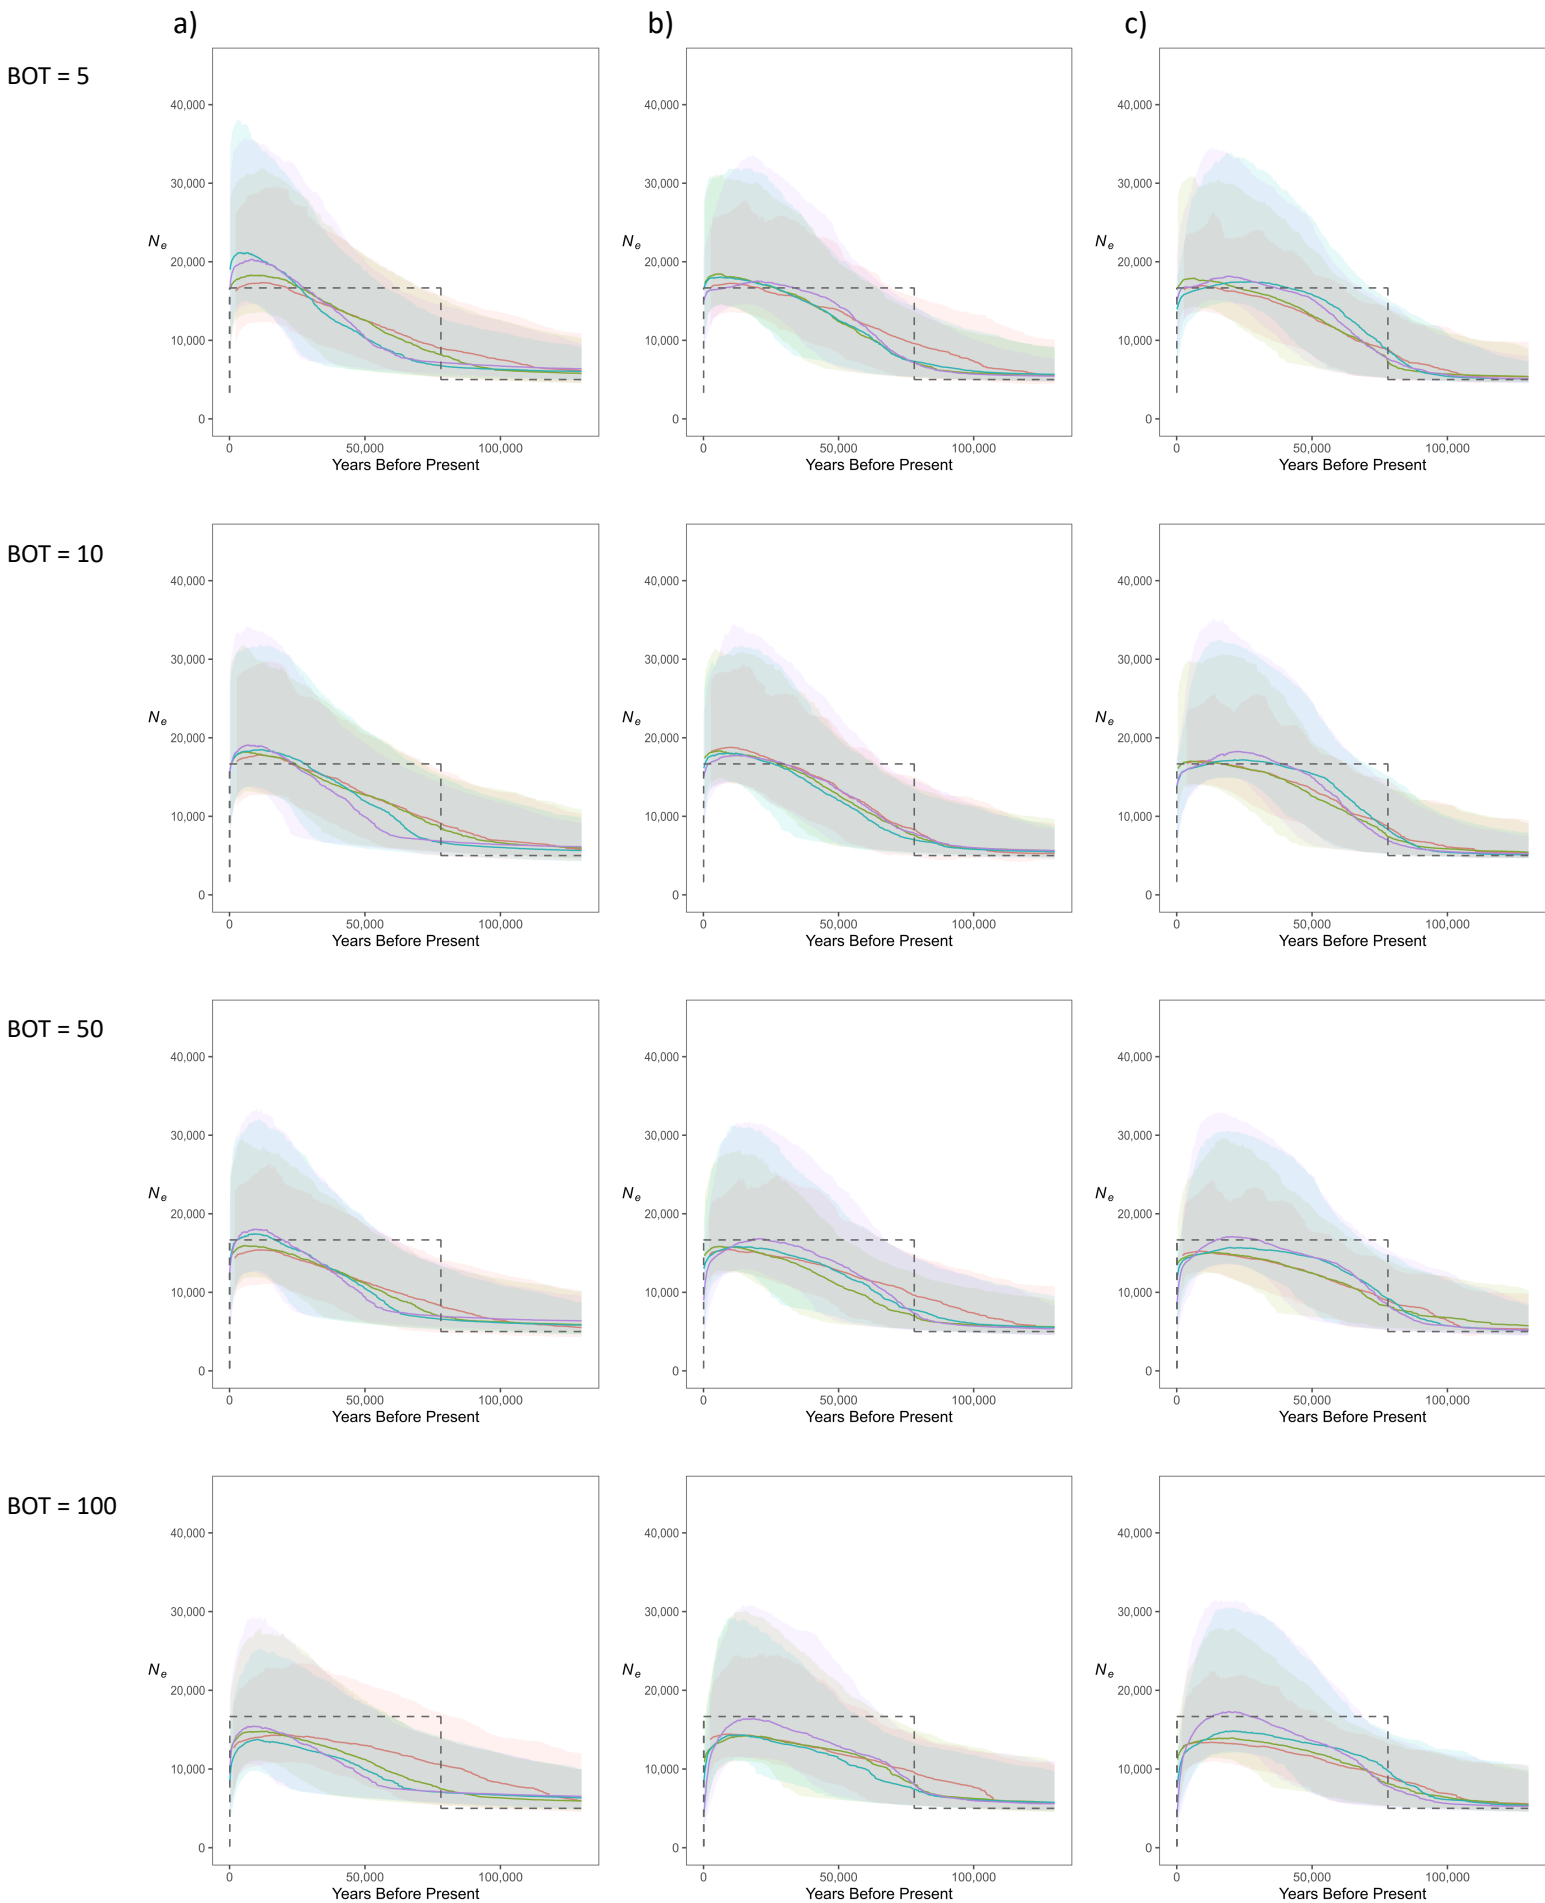 a) b) c)
BOT = 5
40,000 40,000 40,000
30,000 30,000 30,000
Ne Ne Ne
20,000 20,000 20,000
10,000 10,000 10,000
0 0 0
0 50,000 100,000 0 50,000 100,000 0 50,000 100,000
Years Before Present Years Before Present Years Before Present
BOT = 10
40,000 40,000 40,000
30,000 30,000 30,000
Ne Ne Ne
20,000 20,000 20,000
10,000 10,000 10,000
0 0 0
0 50,000 100,000 0 50,000 100,000 0 50,000 100,000
Years Before Present Years Before Present Years Before Present
BOT = 50
40,000 40,000 40,000
30,000 30,000 30,000
Ne Ne Ne
20,000 20,000 20,000
10,000 10,000 10,000
0 0 0
0 50,000 100,000 0 50,000 100,000 0 50,000 100,000
Years Before Present Years Before Present Years Before Present
BOT = 100
40,000 40,000 40,000
30,000 30,000 30,000
Ne Ne Ne
20,000 20,000 20,000
10,000 10,000 10,000
0 0 0
0 50,000 100,000 0 50,000 100,000 0 50,000 100,000
Years Before Present Years Before Present Years Before Present